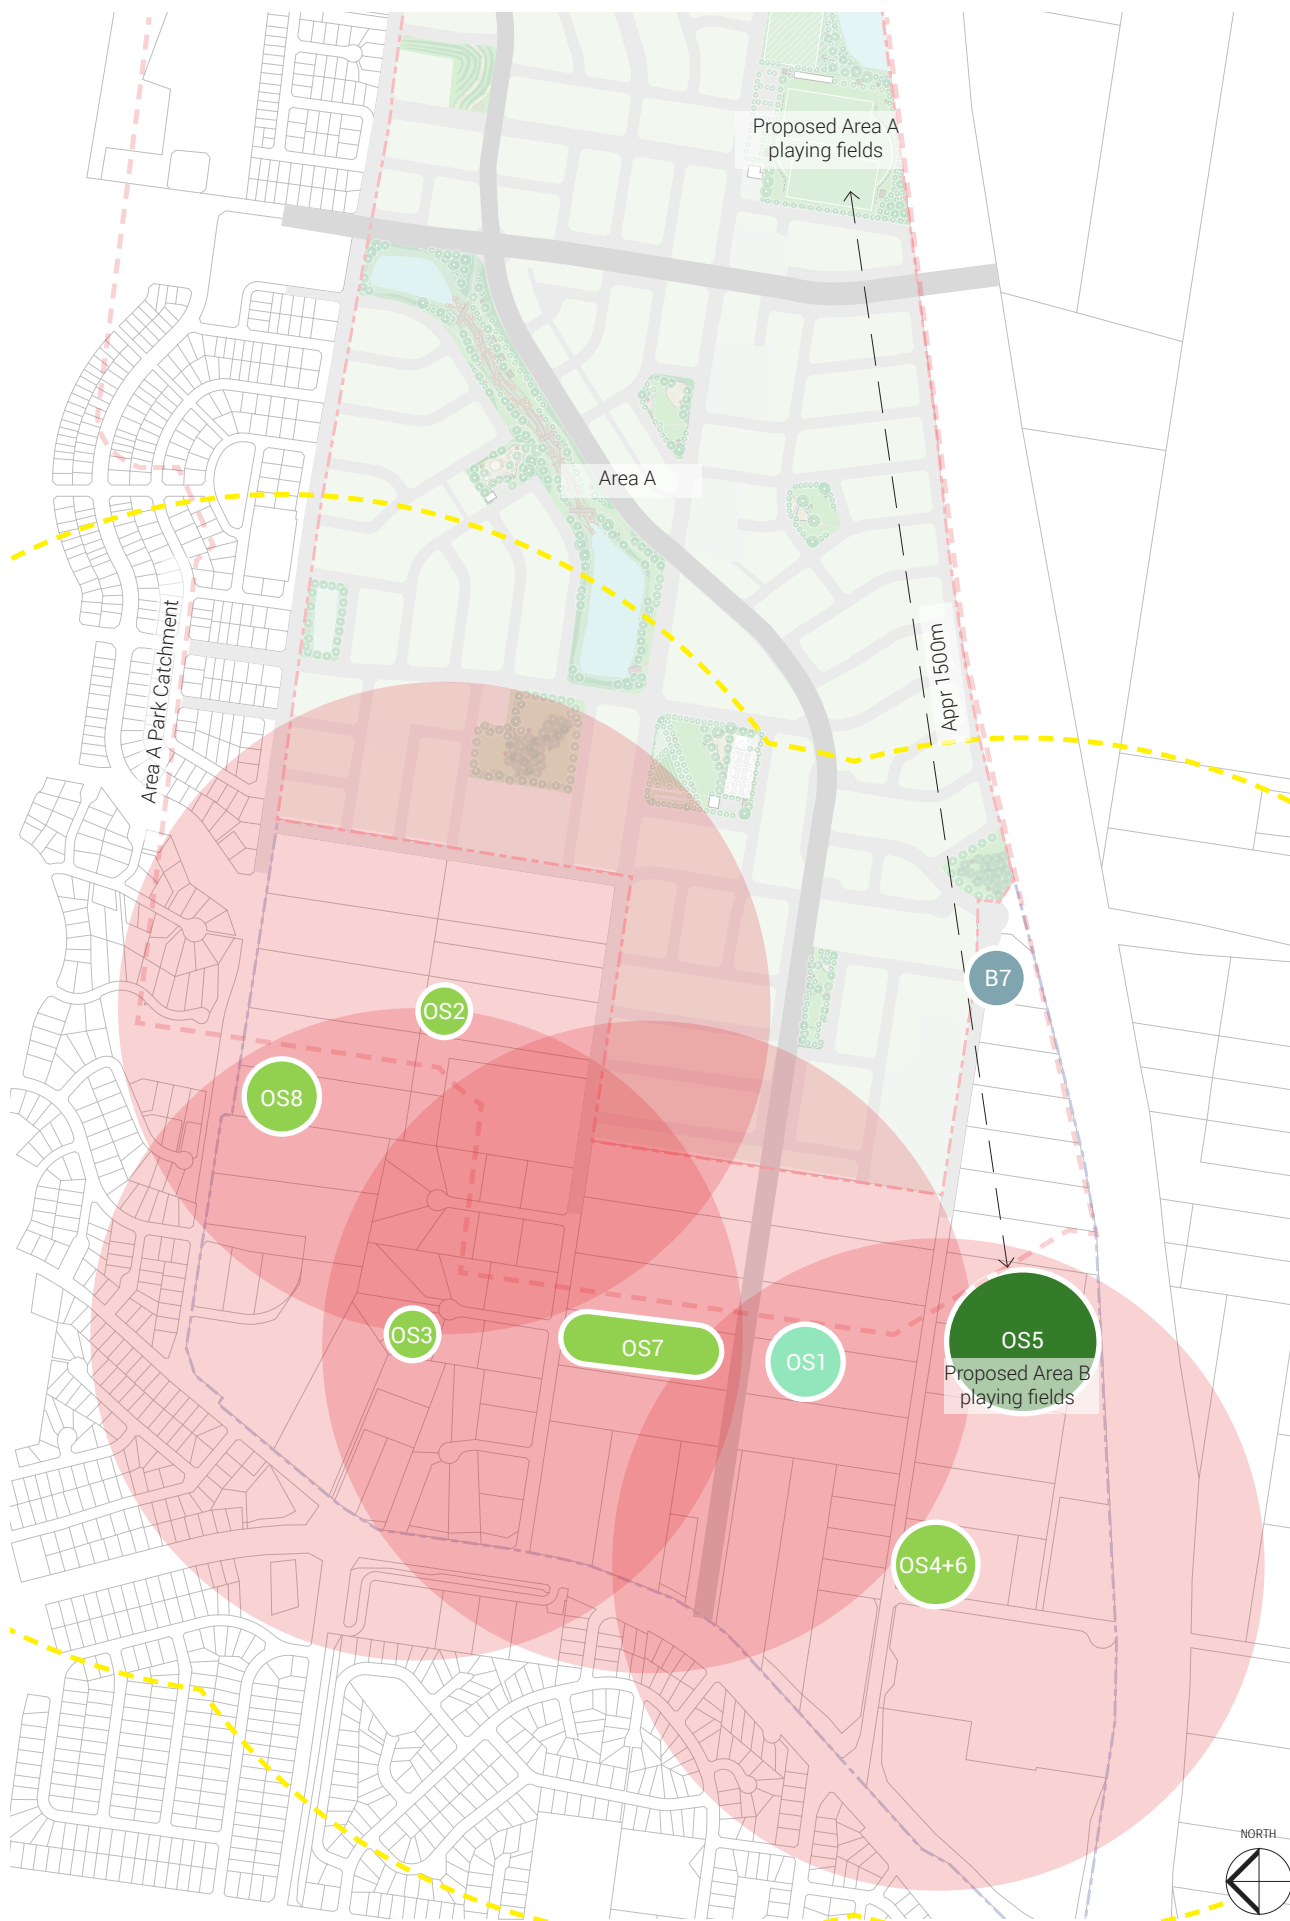 Proposed Area A
playing fields
Area A
Area A Park Catchment
Appr 1500m
B7
OS2
OS8
OS3
OS7
OS1
OS5
Proposed Area B
playing fields
OS4+6
NORTH